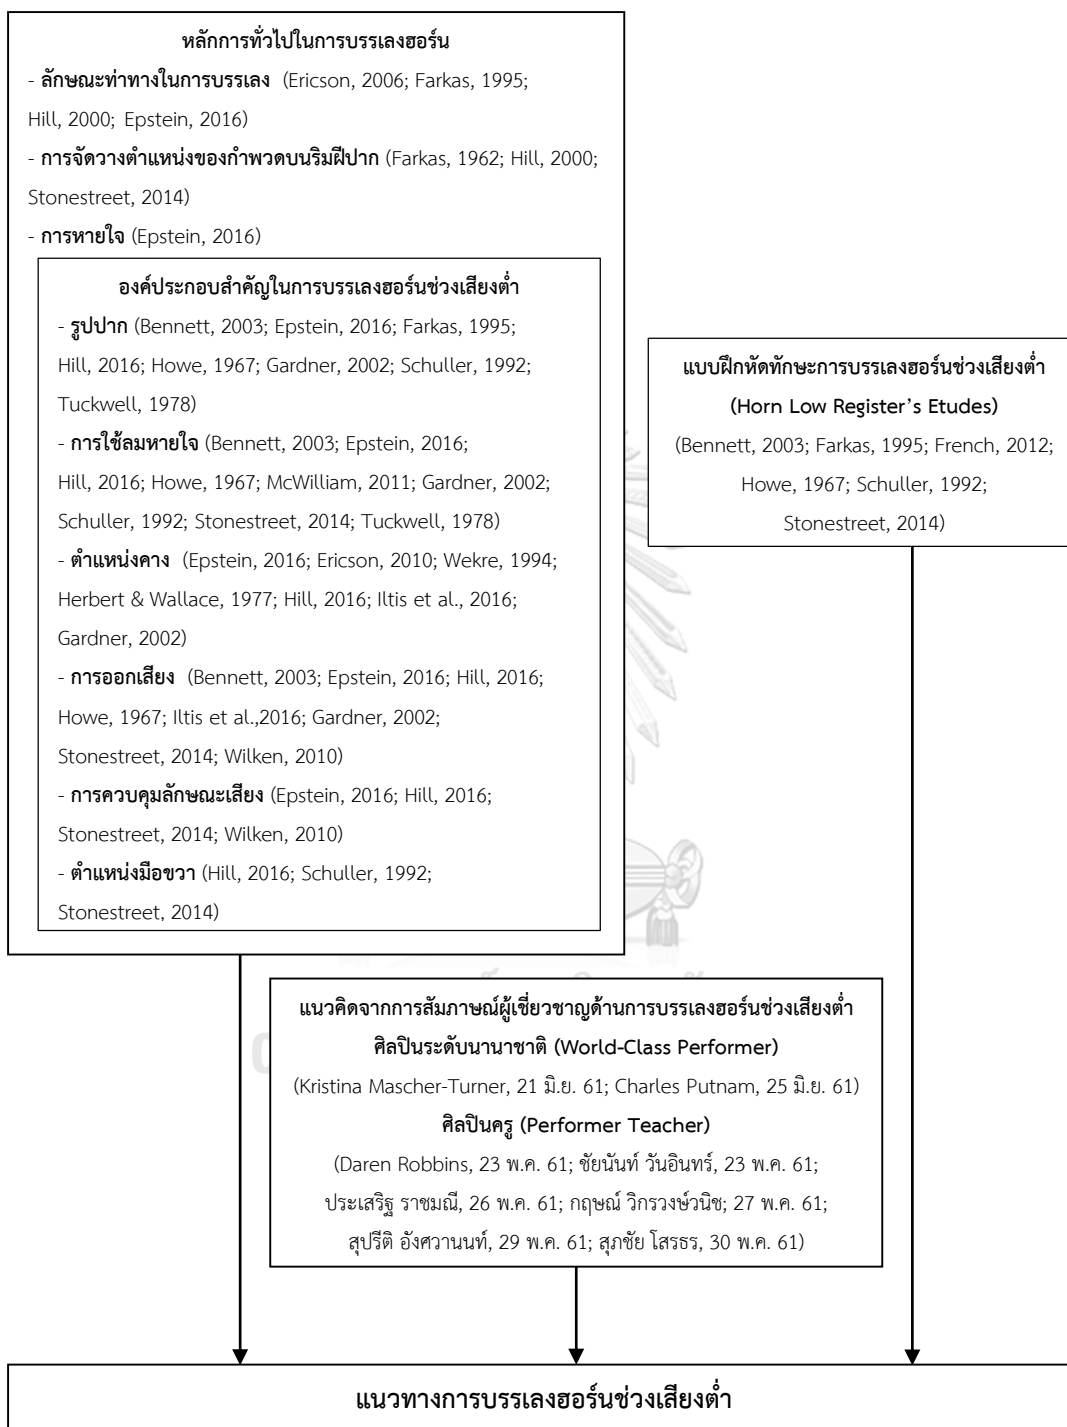 หลักการทั่วไปในการบรรเลงฮอร์น
- ลักษณะท่าทางในการบรรเลง (Ericson, 2006; Farkas, 1995;
Hill, 2000; Epstein, 2016)
- การจัดวางตำแหน่งของกำพวดบนริมฝีปาก (Farkas, 1962; Hill, 2000;
Stonestreet, 2014)
- การหายใจ (Epstein, 2016)
องค์ประกอบสำคัญในการบรรเลงฮอร์นช่วงเสียงต่ำ
- รูปปาก (Bennett, 2003; Epstein, 2016; Farkas, 1995;
Hill, 2016; Howe, 1967; Gardner, 2002; Schuller, 1992;
Tuckwell, 1978)
- การใช้ลมหายใจ (Bennett, 2003; Epstein, 2016;
Hill, 2016; Howe, 1967; McWilliam, 2011; Gardner, 2002;
Schuller, 1992; Stonestreet, 2014; Tuckwell, 1978)
- ตำแหน่งคาง (Epstein, 2016; Ericson, 2010; Wekre, 1994;
Herbert & Wallace, 1977; Hill, 2016; Iltis et al., 2016;
Gardner, 2002)
- การออกเสียง (Bennett, 2003; Epstein, 2016; Hill, 2016;
Howe, 1967; Iltis et al.,2016; Gardner, 2002;
Stonestreet, 2014; Wilken, 2010)
- การควบคุมลักษณะเสียง (Epstein, 2016; Hill, 2016;
Stonestreet, 2014; Wilken, 2010)
- ตำแหน่งมือขวา (Hill, 2016; Schuller, 1992;
Stonestreet, 2014)
แบบฝึกหัดทักษะการบรรเลงฮอร์นช่วงเสียงต่ำ
(Horn Low Register’s Etudes)
(Bennett, 2003; Farkas, 1995; French, 2012;
Howe, 1967; Schuller, 1992;
Stonestreet, 2014)
แนวคิดจากการสัมภาษณ์ผู้เชี่ยวชาญด้านการบรรเลงฮอร์นช่วงเสียงต่ำ
ศิลปินระดับนานาชาติ (World-Class Performer)
(Kristina Mascher-Turner, 21 มิ.ย. 61; Charles Putnam, 25 มิ.ย. 61)
ศิลปินครู (Performer Teacher)
(Daren Robbins, 23 พ.ค. 61; ชัยนันท์ วันอินทร์, 23 พ.ค. 61;
ประเสริฐ ราชมณี, 26 พ.ค. 61; กฤษณ์ วิกรวงษ์วนิช; 27 พ.ค. 61;
สุปรีติ อังศวานนท์, 29 พ.ค. 61; สุภชัย โสรธร, 30 พ.ค. 61)
แนวทางการบรรเลงฮอร์นช่วงเสียงต่ำ